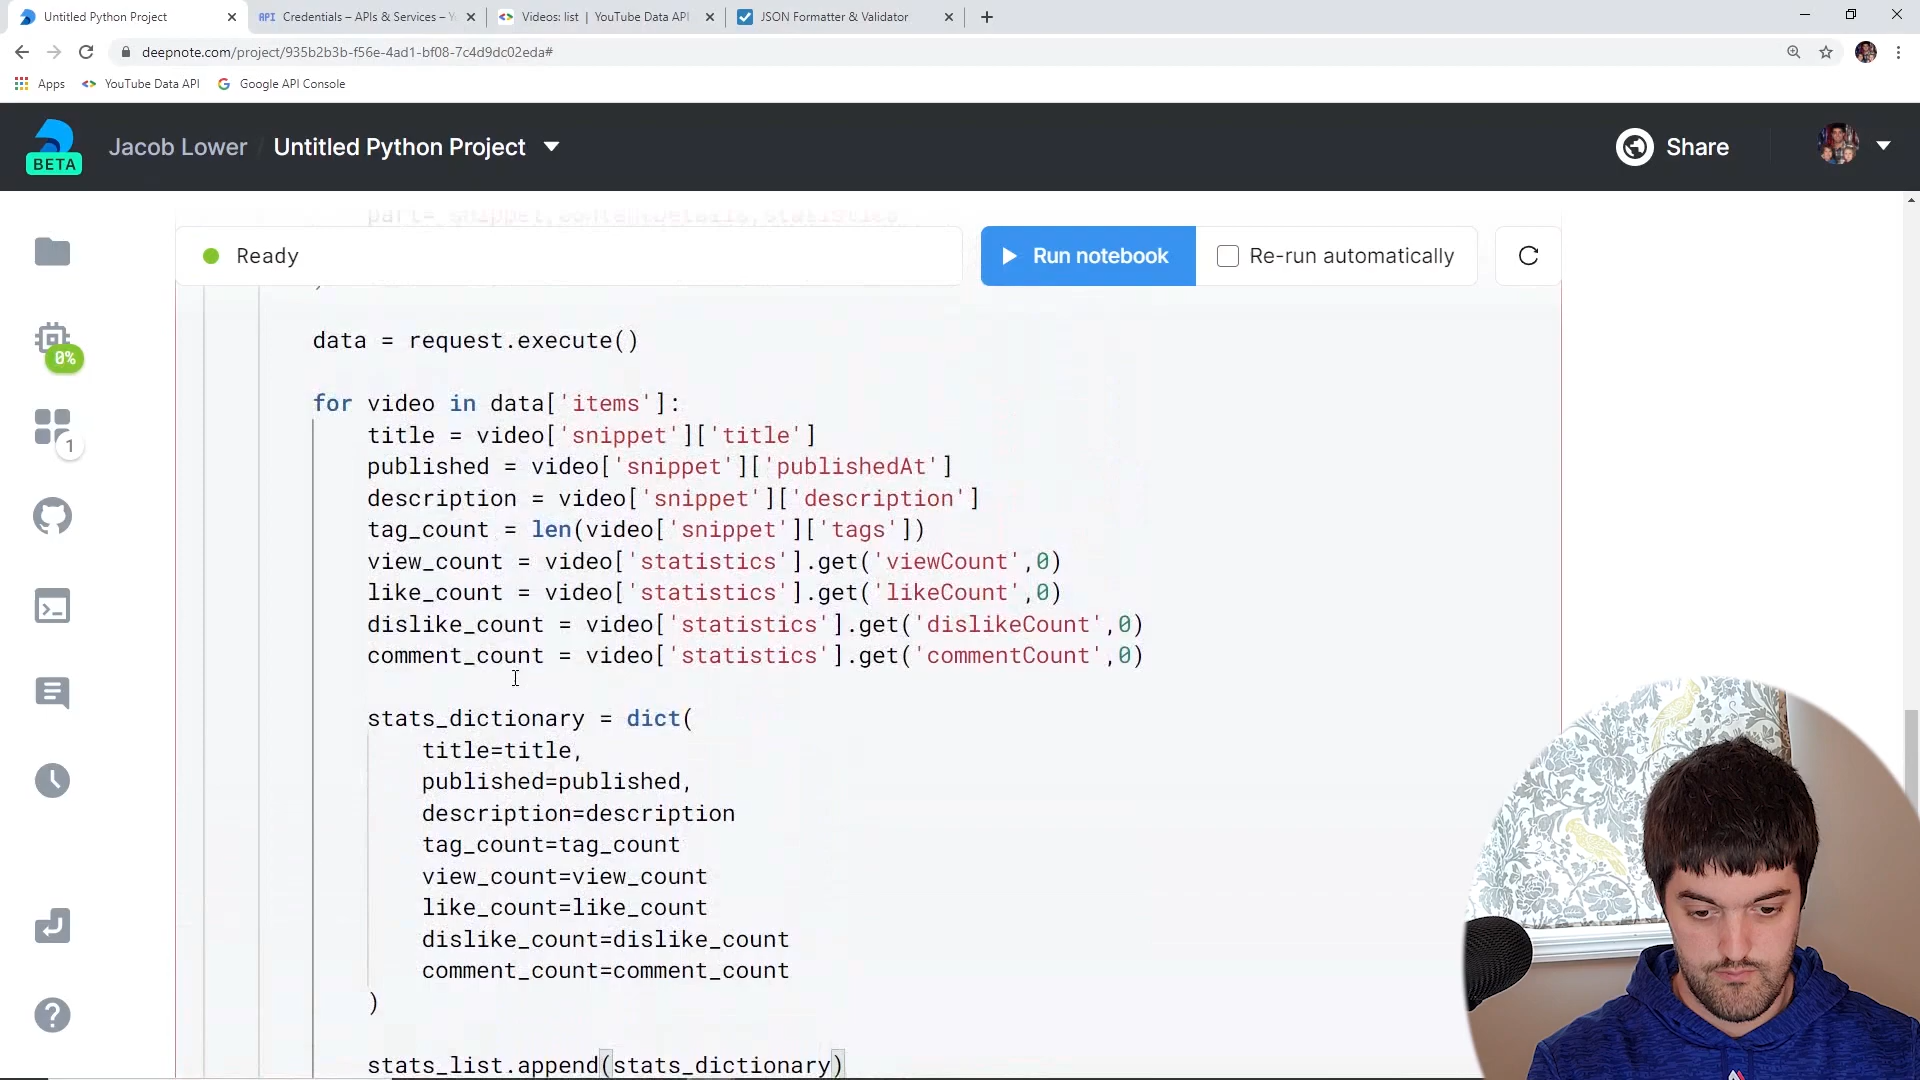 Untitled Python Project
API Credentials – APIs & Services – Y
Videos: list | YouTube Data API
JSON Formatter & Validator
deepnote.com/project/935b2b3b-f56e-4ad1-bf08-7c4d9dc02eda#
Apps
YouTube Data API
Google API Console
BETA
Jacob Lower / Untitled Python Project
Share
part="snippet,contentDetails,statistics
Ready
Run notebook
Re-run automatically
)
0%
1
data = request.execute()
for video in data['items']:
title = video['snippet']['title']
published = video['snippet']['publishedAt']
description = video['snippet']['description']
tag_count = len(video['snippet']['tags'])
view_count = video['statistics'].get('viewCount',0)
like_count = video['statistics'].get('likeCount',0)
dislike_count = video['statistics'].get('dislikeCount',0)
comment_count = video['statistics'].get('commentCount',0)
stats_dictionary = dict(
title=title,
published=published,
description=description
tag_count=tag_count
view_count=view_count
like_count=like_count
dislike_count=dislike_count
comment_count=comment_count
)
stats_list.append(stats_dictionary)